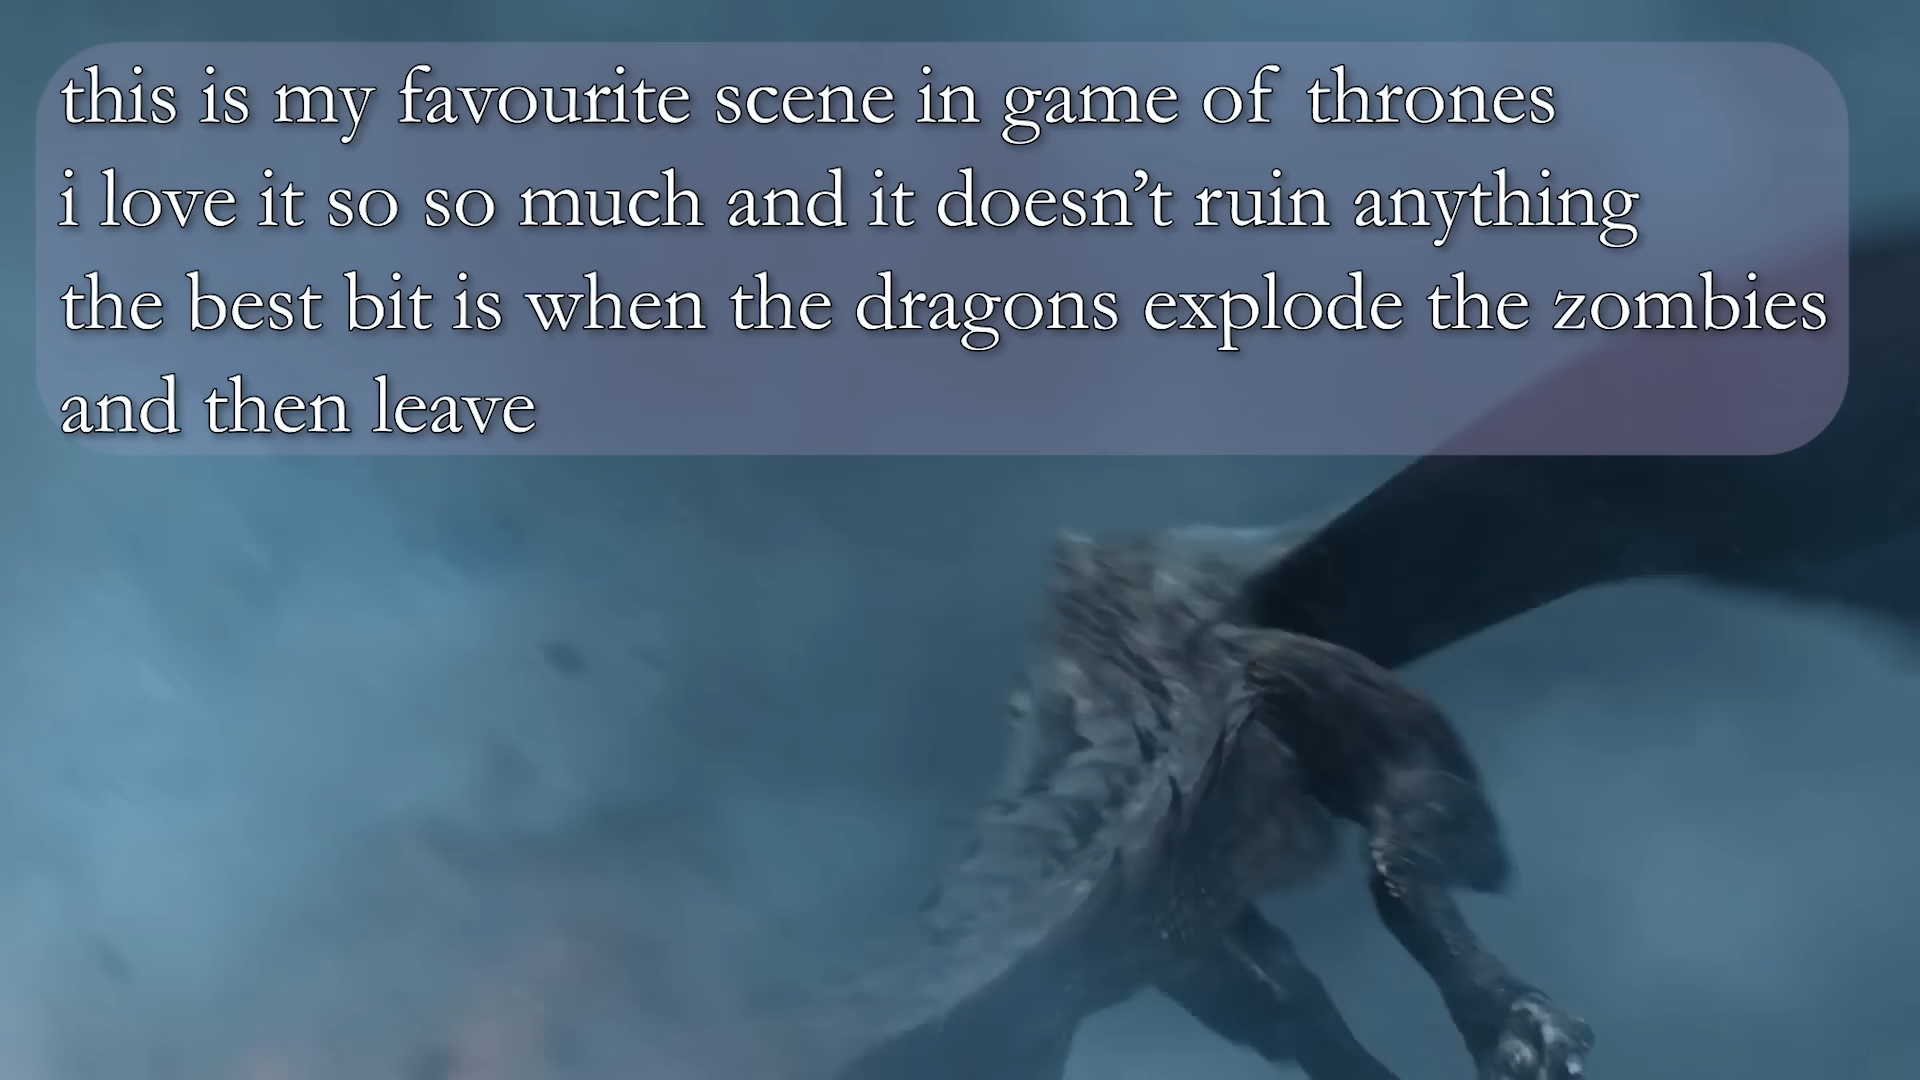 this is my favourite scene in game of thrones
i love it so so much and it doesn’t ruin anything
the best bit is when the dragons explode the zombies
and then leave